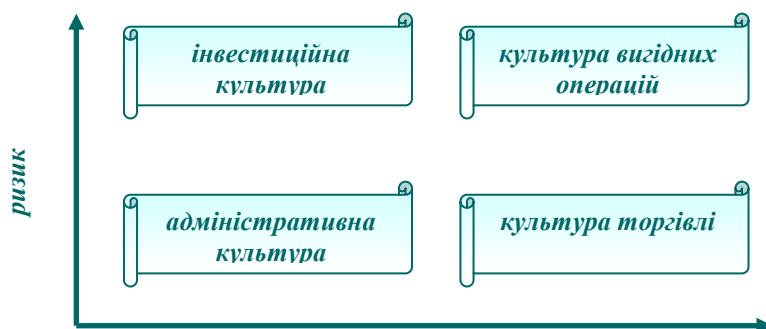 інвестиційна
культура
культура вигідних
операцій
ризик
адміністративна
культура
культура торгівлі